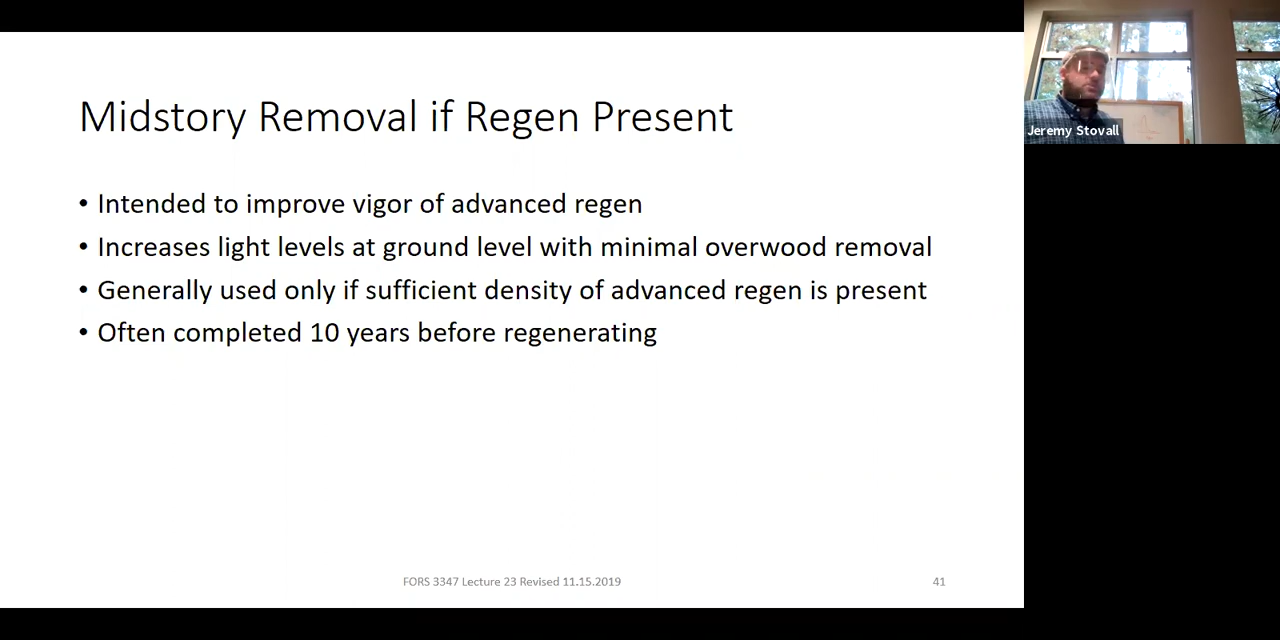 Midstory Removal if Regen Present
• Intended to improve vigor of advanced regen
• Increases light levels at ground level with minimal overwood removal
• Generally used only if sufficient density of advanced regen is present
• Often completed 10 years before regenerating
FORS 3347 Lecture 23 Revised 11.15.2019
41
Jeremy Stovall